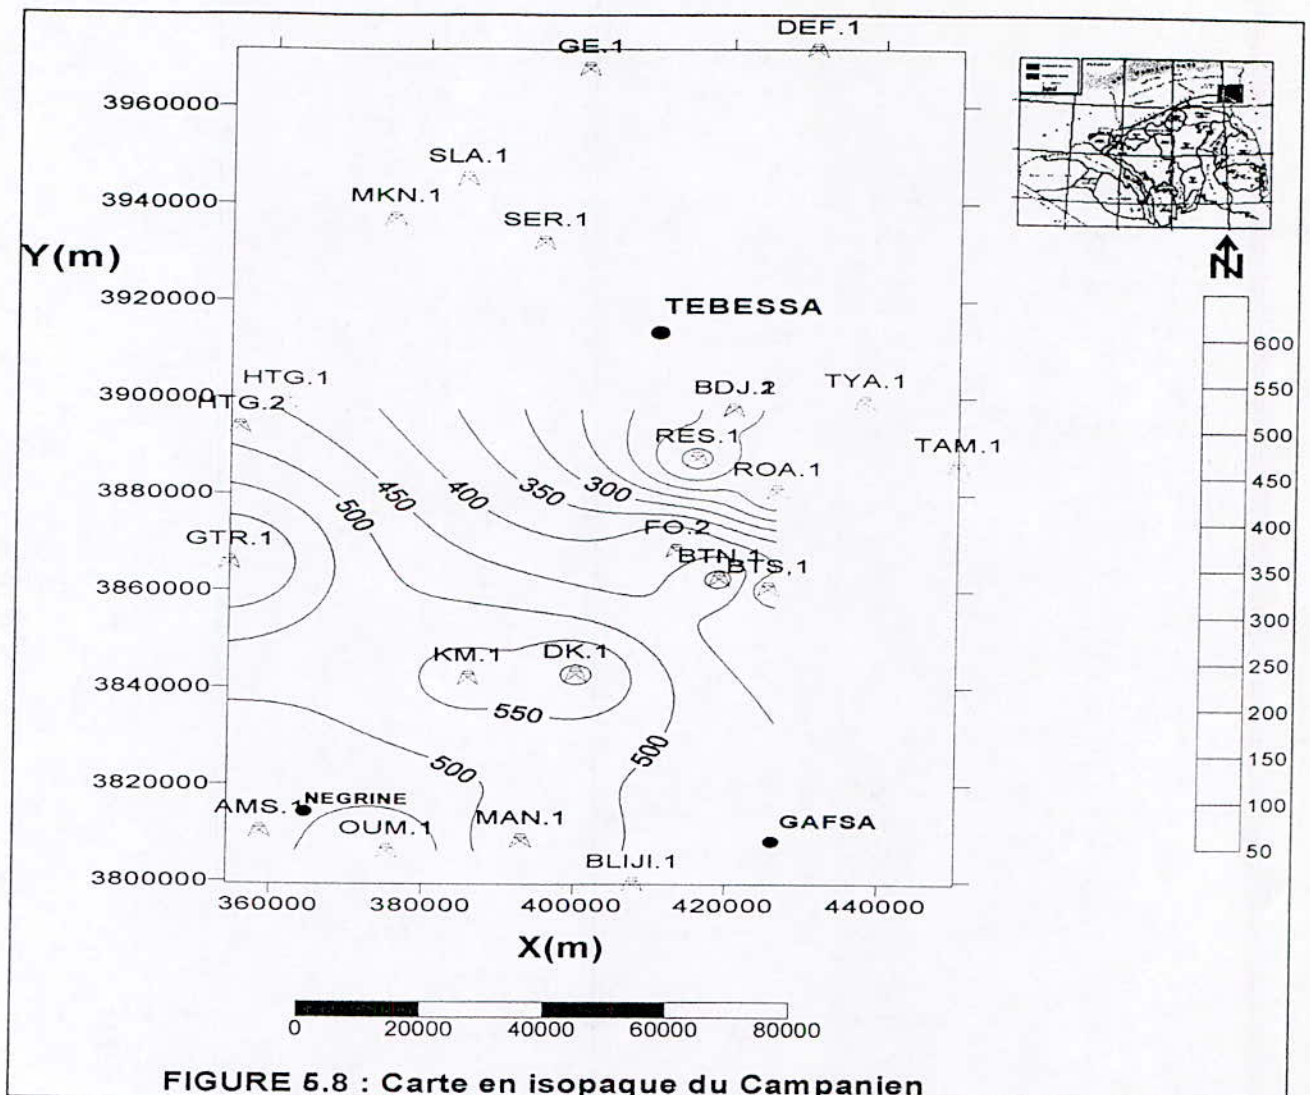 DEF.1
GE.1
3960000
SLA.1
MKN.1
3940000
SER.1
Y(m)
N
3920000
TEBESSA
600
550
500
450
400
350
300
250
200
150
100
50
HTG.1
3900000
HTG.2
BDJ.2
TYA.1
RES.1
TAM.1
ROA.1
3880000
500
450
400
350
300
GTR.1
FO.2
BTN.1
BTS,1
3860000
KM.1
DK.1
3840000
550
500
500
3820000
AMS.1
NEGRINE
OUM.1
MAN.1
GAFSA
BLIJI.1
3800000
360000 380000 400000 420000 440000
X(m)
0 20000 40000 60000 80000
FIGURE 5.8 : Carte en isopaque du Campanien